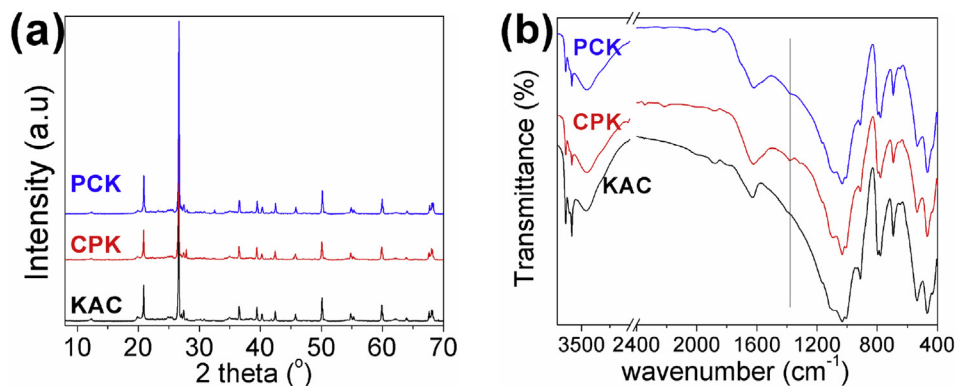 (a)
Intensity (a.u)
PCK
CPK
KAC
10 20 30 40 50 60 70
2 theta (°)
(b)
Transmittance (%)
PCK
CPK
KAC
3500 2400 2000 1600 1200 800 400
wavenumber (cm⁻¹)